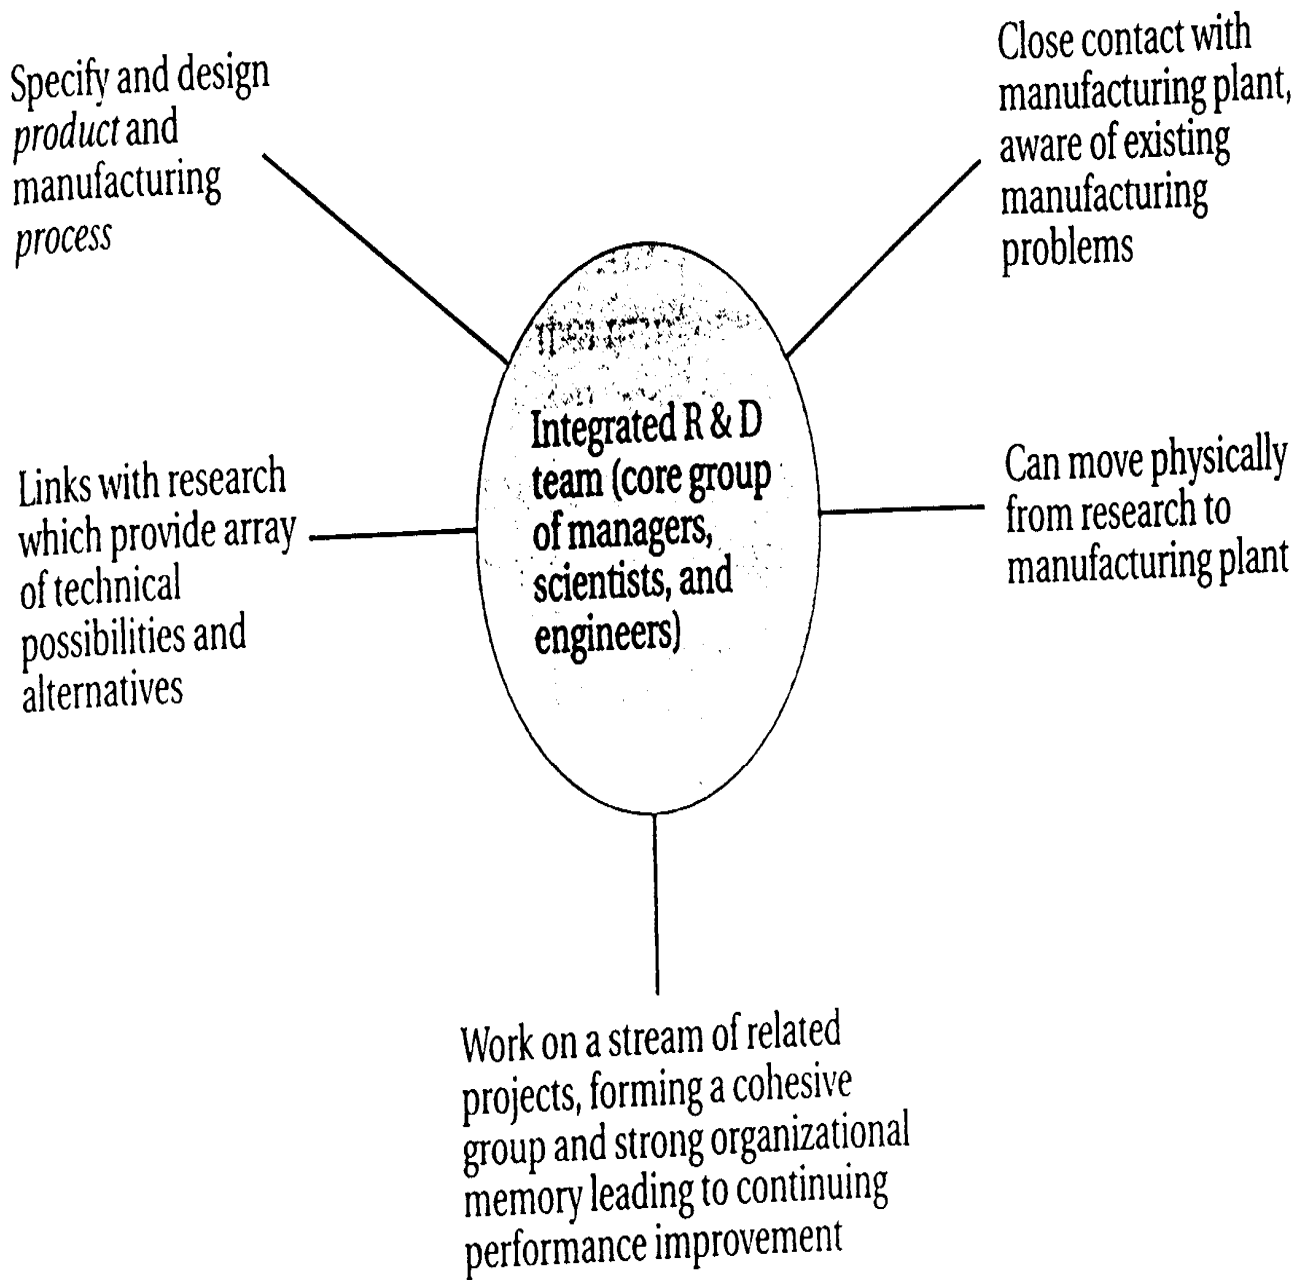 Specify and design
product and
manufacturing
process
Close contact with
manufacturing plant,
aware of existing
manufacturing
problems
Integrated R & D
team (core group
of managers,
scientists, and
engineers)
Links with research
which provide array
of technical
possibilities and
alternatives
Can move physically
from research to
manufacturing plant
Work on a stream of related
projects, forming a cohesive
group and strong organizational
memory leading to continuing
performance improvement